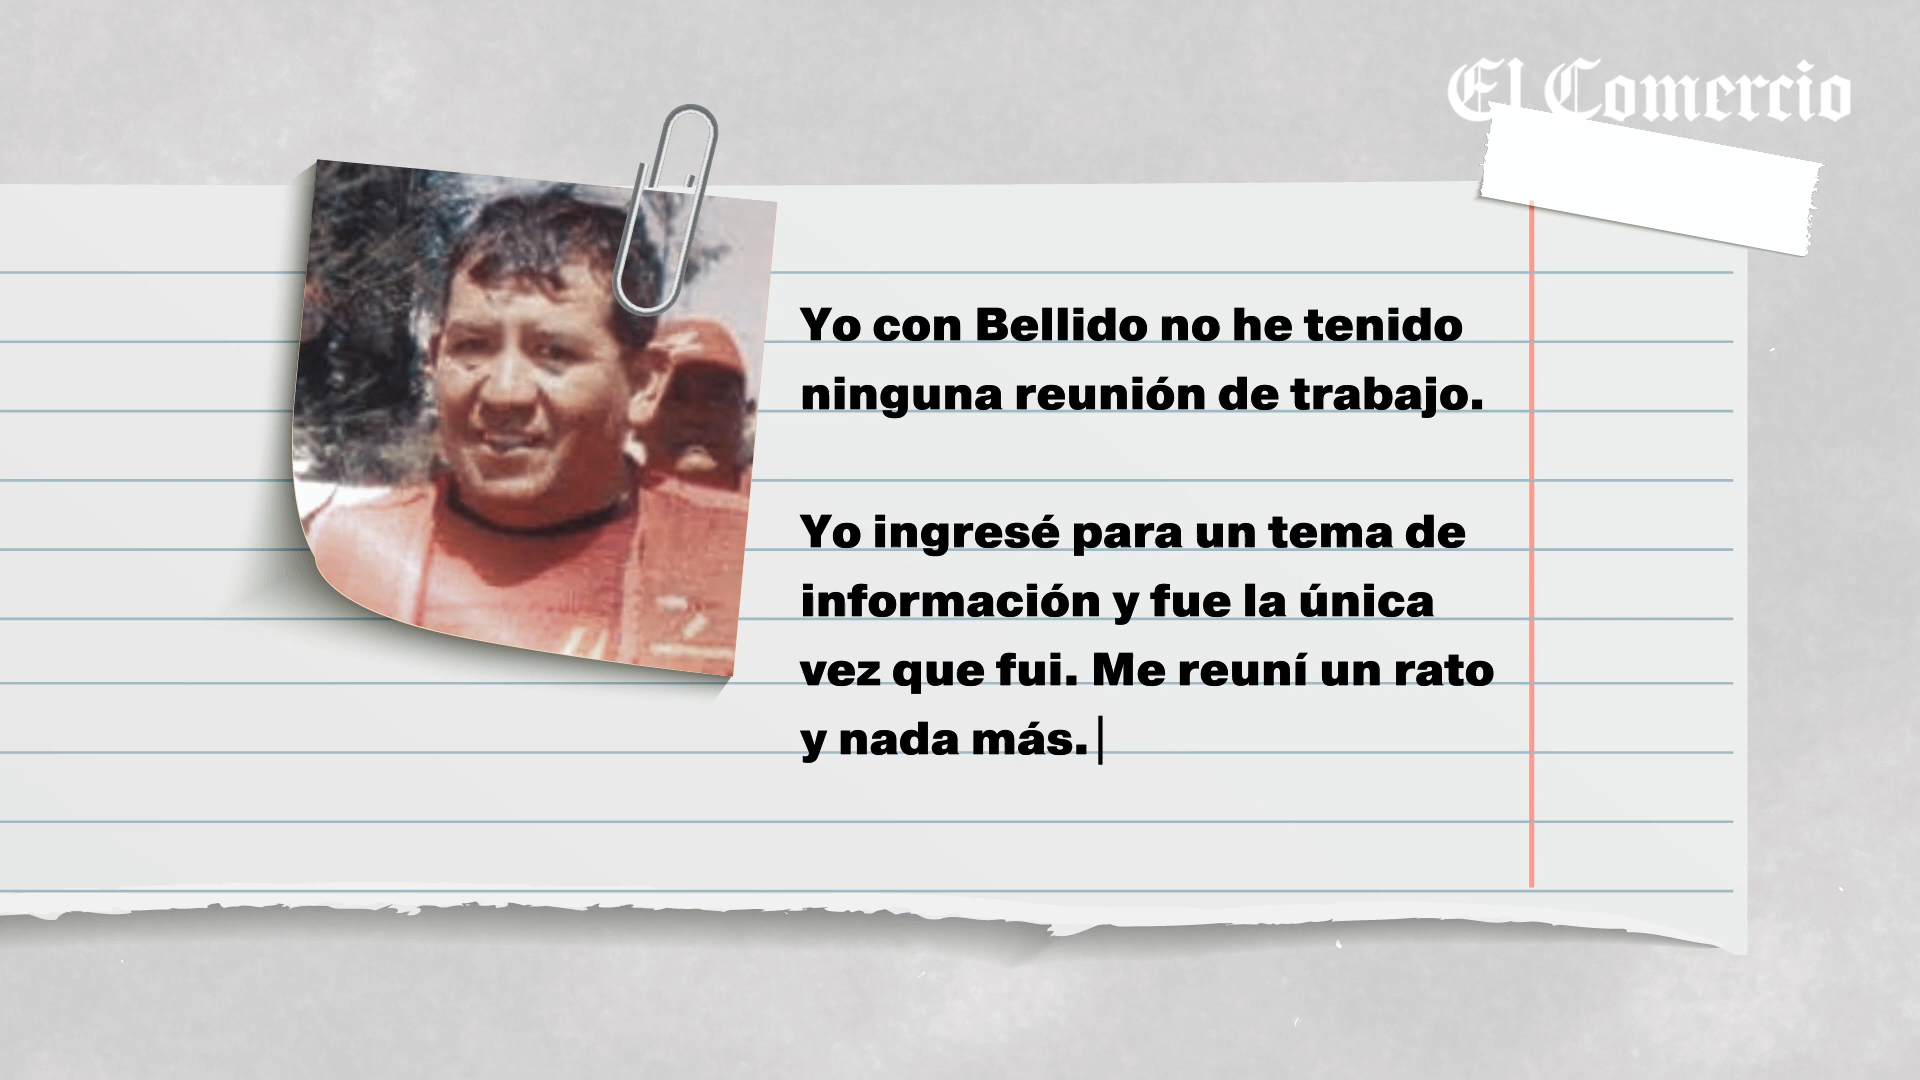 El Comercio
Yo con Bellido no he tenido
ninguna reunión de trabajo.
Yo ingresé para un tema de
información y fue la única
vez que fui. Me reuní un rato
y nada más.